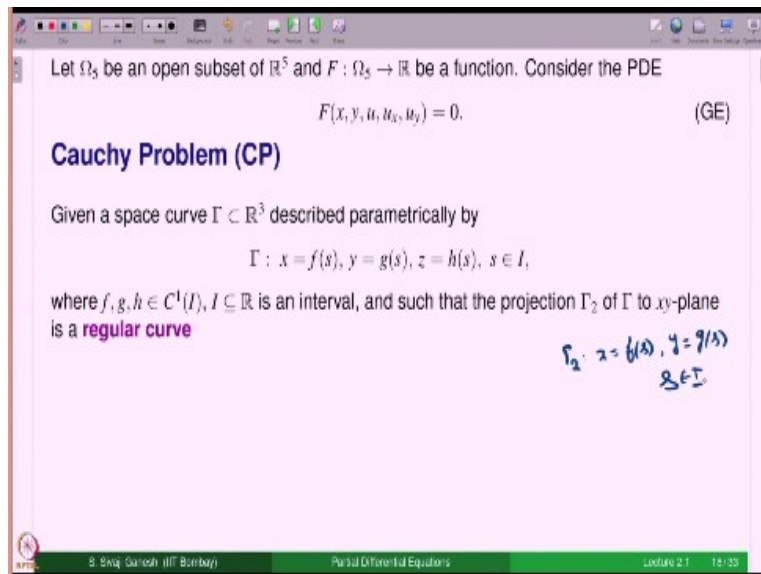 Let Ω₅ be an open subset of ℝ⁵ and F : Ω₅ → ℝ be a function. Consider the PDE
F(x, y, u, uₓ, u_y) = 0. (GE)
Cauchy Problem (CP)
Given a space curve Γ ⊂ ℝ³ described parametrically by
Γ : x = f(s), y = g(s), z = h(s), s ∈ I,
where f, g, h ∈ C¹(I), I ⊆ ℝ is an interval, and such that the projection Γ₂ of Γ to xy-plane
is a regular curve
Γ₂ : x = f(s), y = g(s)
s ∈ I.
S. Sivaji Ganesh (IIT Bombay) Partial Differential Equations Lecture 2.1 18/33